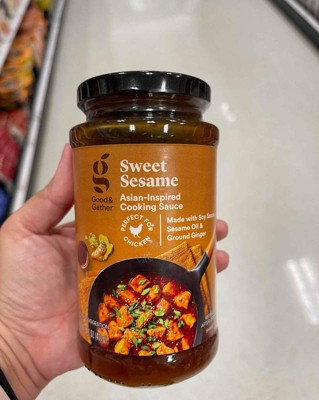 g
Good&
Gather
Sweet
Sesame
Asian-Inspired
Cooking Sauce
PERFECT FOR
CHICKEN
Made with Soy Sauce
Sesame Oil &
Ground Ginger